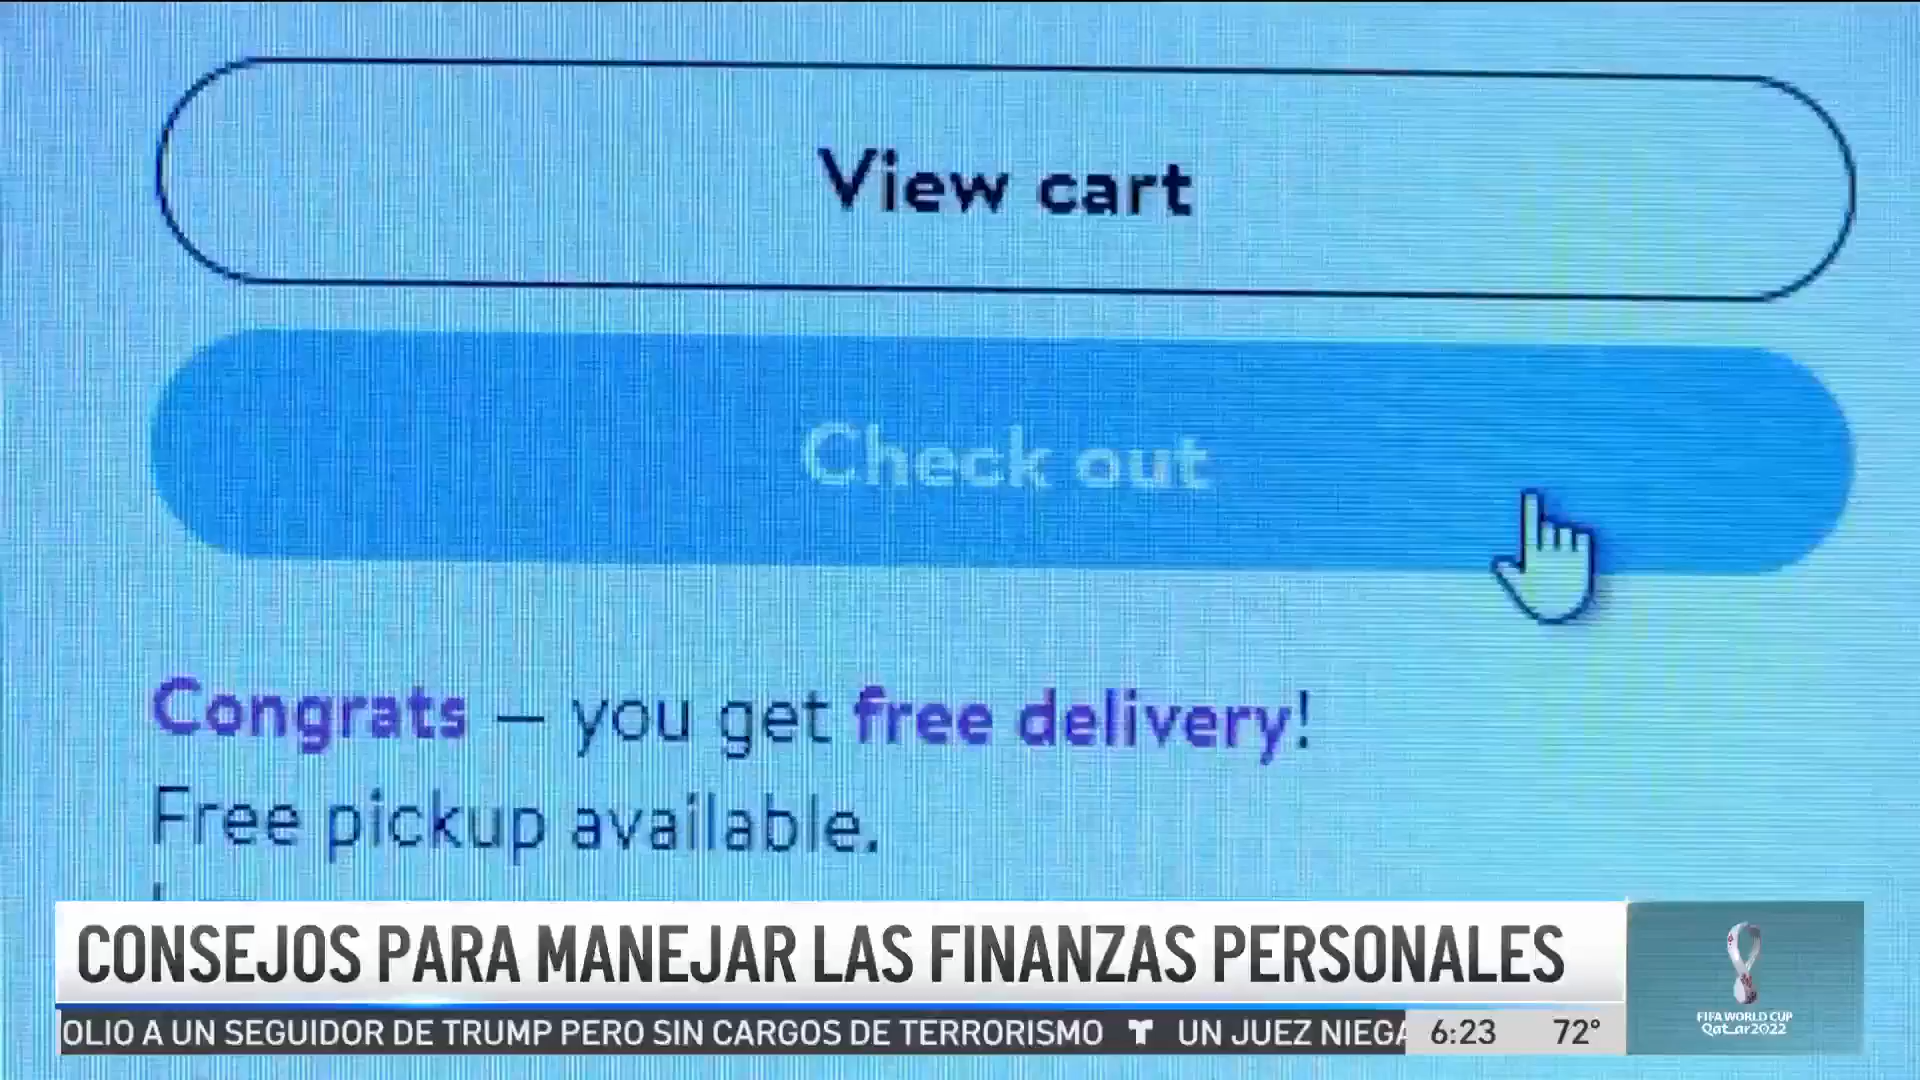 View cart
Check out
Congrats – you get free delivery!
Free pickup available.
CONSEJOS PARA MANEJAR LAS FINANZAS PERSONALES
OLIO A UN SEGUIDOR DE TRUMP PERO SIN CARGOS DE TERRORISMO UN JUEZ NIEGA
6:23 72°
FIFA WORLD CUP
Qatar2022